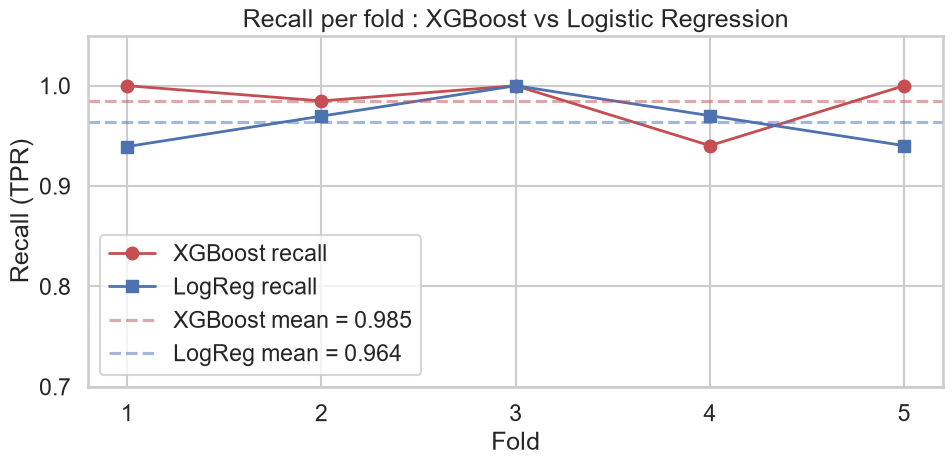 Recall per fold : XGBoost vs Logistic Regression
Recall (TPR)
1.0
0.9
0.8
0.7
XGBoost recall
LogReg recall
XGBoost mean = 0.985
LogReg mean = 0.964
1 2 3 4 5
Fold